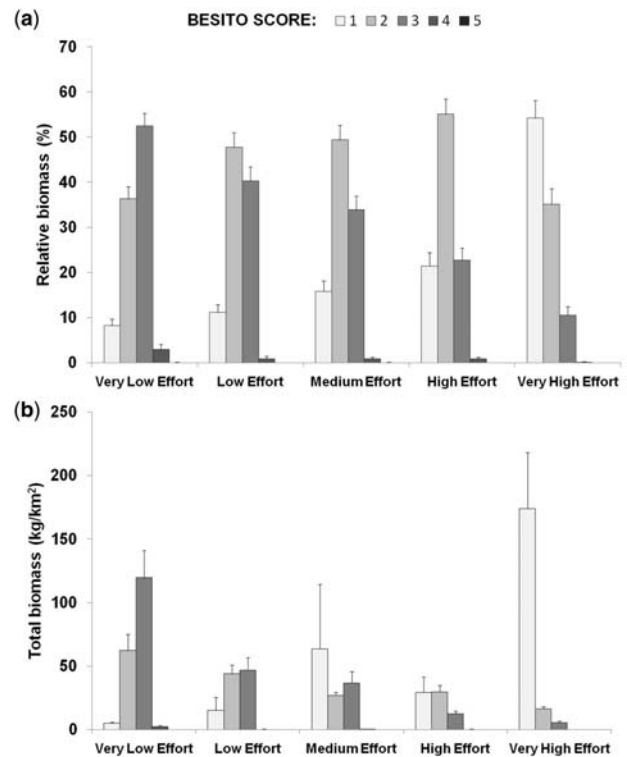 (a) BESITO SCORE: 1 2 3 4 5
Relative biomass (%)
70
60
50
40
30
20
10
0
Very Low Effort Low Effort Medium Effort High Effort Very High Effort
(b)
Total biomass (kg/km²)
250
200
150
100
50
0
Very Low Effort Low Effort Medium Effort High Effort Very High Effort